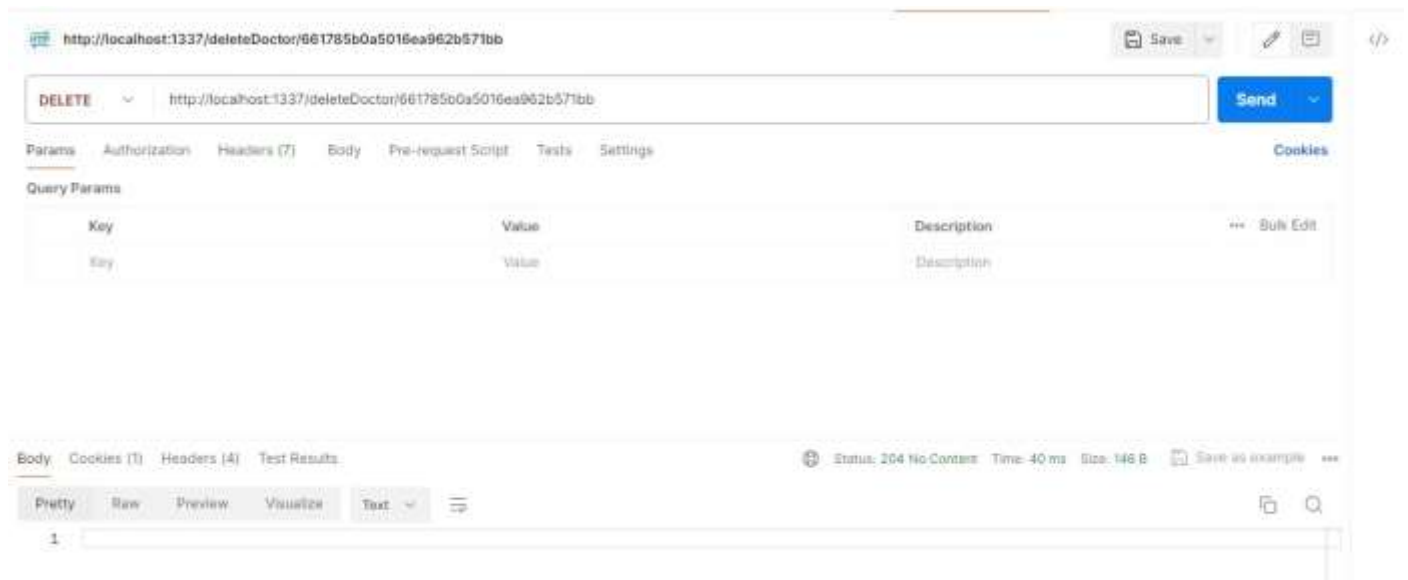 http://localhost:1337/deleteDoctor/661785b0a5016ea962b571bb
Save
</>
DELETE http://localhost:1337/deleteDoctor/661785b0a5016ea962b571bb
Send
Params Authorization Headers (7) Body Pre-request Script Tests Settings Cookies
Query Params
Key Value Description ••• Bulk Edit
Key Value Description
Body Cookies (1) Headers (4) Test Results Status: 204 No Content Time: 40 ms Size: 146 B Save as example •••
Pretty Raw Preview Visualize Text
1